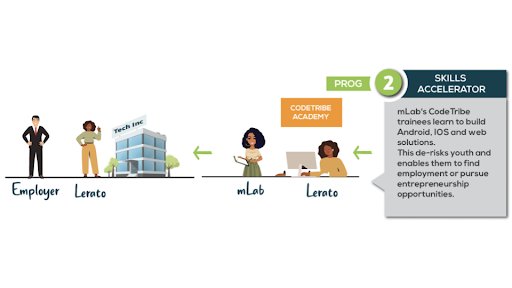 PROG
2
SKILLS
ACCELERATOR
CODETRIBE
ACADEMY
mLab's CodeTribe
trainees learn to build
Android, IOS and web
solutions.
This de-risks youth and
enables them to find
employment or pursue
entrepreneurship
opportunities.
Tech Inc
Employer
Lerato
mLab
Lerato